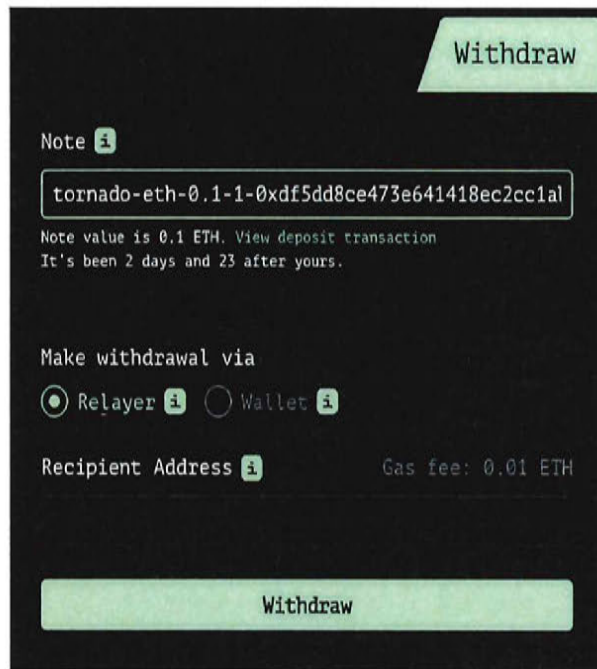 Withdraw
Note i
tornado-eth-0.1-1-0xdf5dd8ce473e641418ec2cc1al
Note value is 0.1 ETH. View deposit transaction
It's been 2 days and 23 after yours.
Make withdrawal via
Relayer i Wallet i
Recipient Address i Gas fee: 0.01 ETH
Withdraw